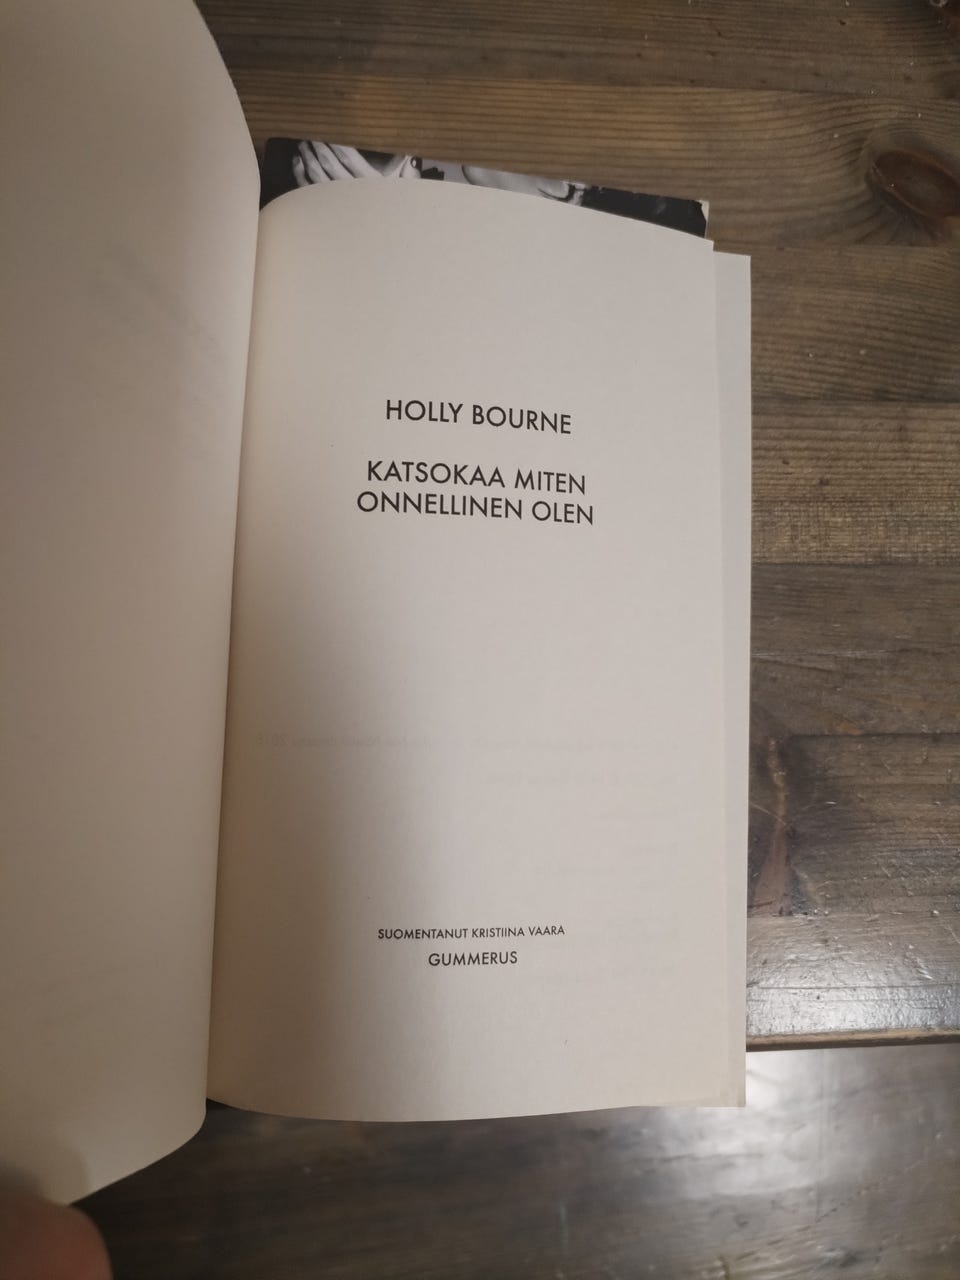 HOLLY BOURNE
KATSOKAA MITEN
ONNELLINEN OLEN
SUOMENTANUT KRISTIINA VAARA
GUMMERUS